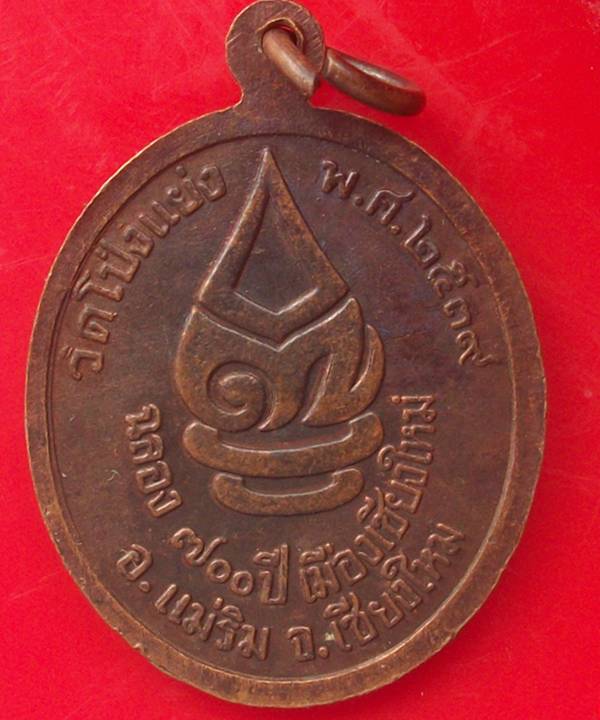 วัดโป่งแยง
พ.ศ.๒๕๓๙
ฉลอง ๗๐๐ปี เมืองเชียงใหม่
อ.แม่ริม จ.เชียงใหม่